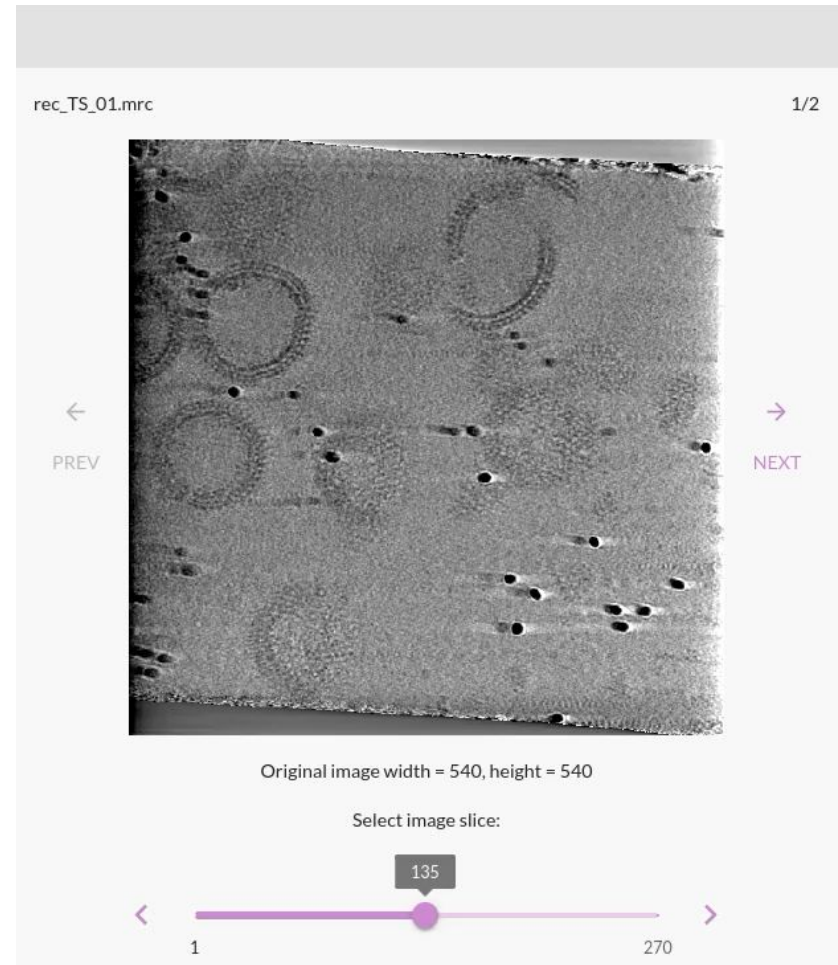 rec_TS_01.mrc 1/2
PREV
NEXT
Original image width = 540, height = 540
Select image slice:
135
1 270